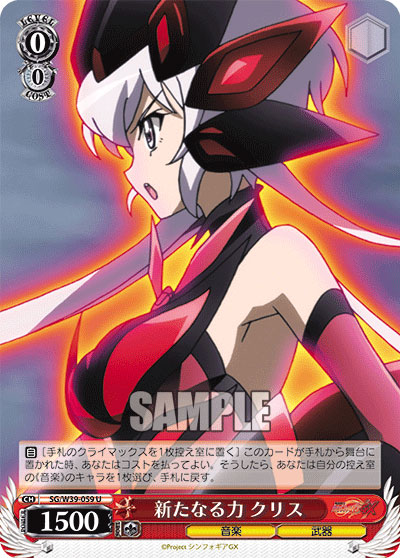 LEVEL
0
0
COST
SAMPLE
自 [手札のクライマックスを1枚控え室に置く] このカードが手札から舞台に
置かれた時、あなたはコストを払ってよい。そうしたら、あなたは自分の控え室
の《音楽》のキャラを1枚選び、手札に戻す。
CH SG/W39-059 U
1500
新たなる力 クリス
音楽
武器
©Project シンフォギアGX